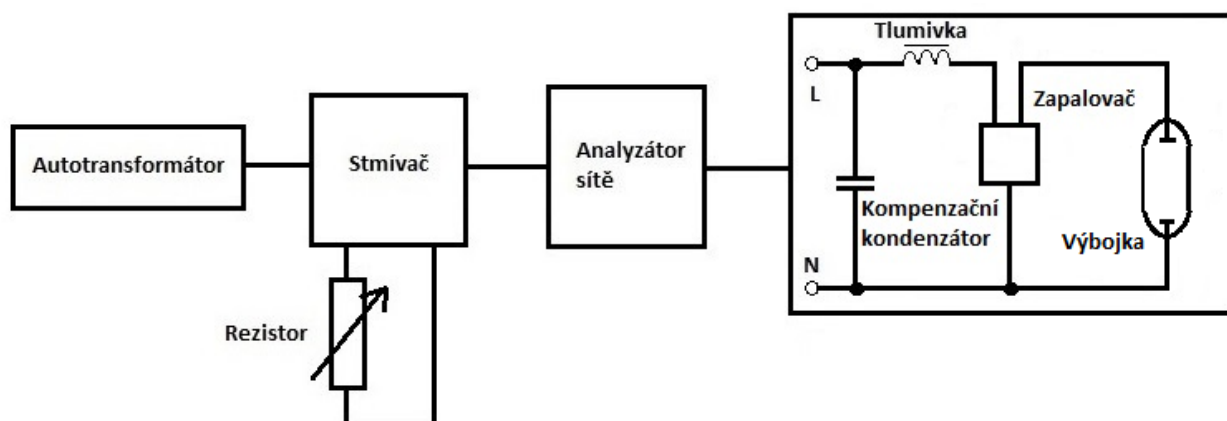 Autotransformátor
Stmívač
Rezistor
Analyzátor
sítě
Tlumivka
L
Zapalovač
Kompenzační
kondenzátor
Výbojka
N